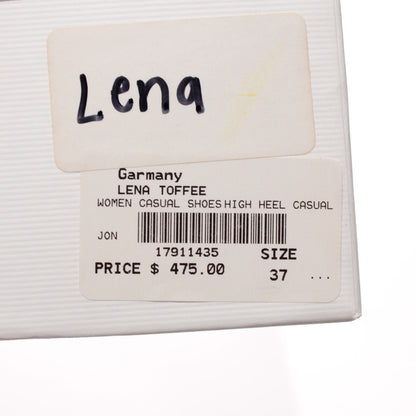 Lena
Garmany
LENA TOFFEE
WOMEN CASUAL SHOES HIGH HEEL CASUAL
JON
17911435
SIZE
PRICE $ 475.00
37 ...